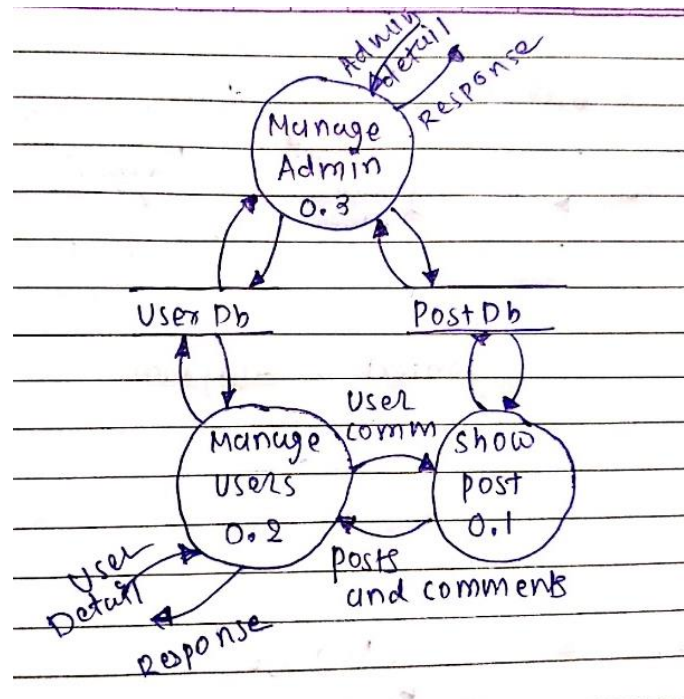 Admin
detail
Response
Manage
Admin
0.3
User Db
Post Db
User
comm
Manage
users
0.2
show
post
0.1
posts
and comments
User
Detail
Response